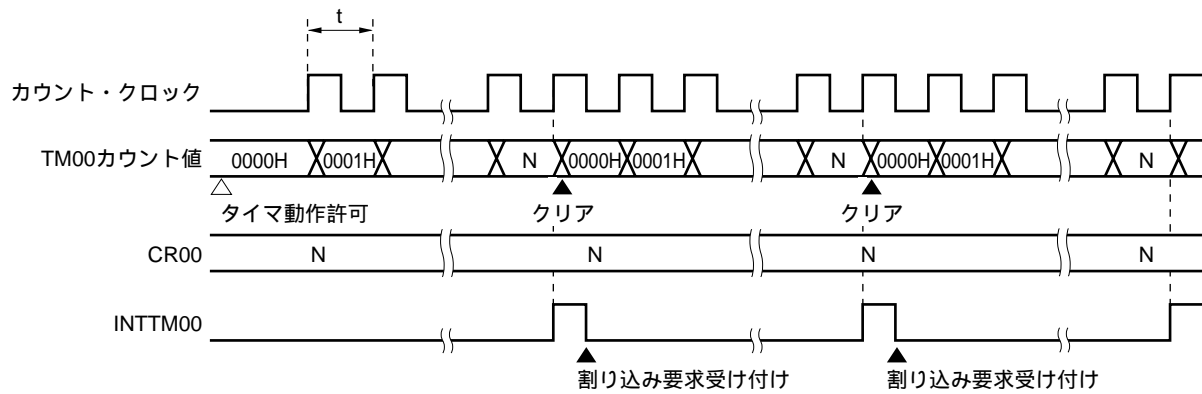 t
カウント・クロック
TM00カウント値 0000H 0001H N 0000H 0001H N 0000H 0001H N
タイマ動作許可 クリア クリア
CR00 N N N N
INTTM00
割り込み要求受け付け 割り込み要求受け付け